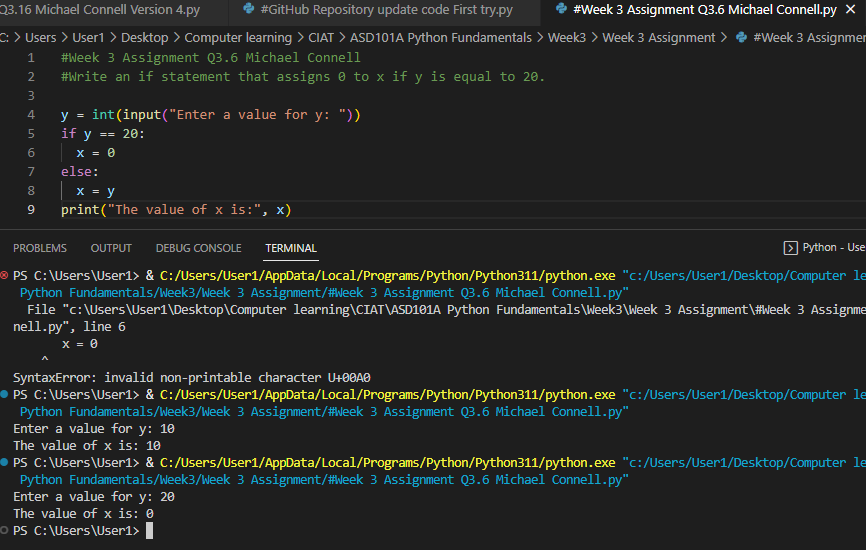 Q3.16 Michael Connell Version 4.py #GitHub Repository update code First try.py #Week 3 Assignment Q3.6 Michael Connell.py
C: > Users > User1 > Desktop > Computer learning > CIAT > ASD101A Python Fundamentals > Week3 > Week 3 Assignment > #Week 3 Assignmen
1 #Week 3 Assignment Q3.6 Michael Connell
2 #Write an if statement that assigns 0 to x if y is equal to 20.
3
4 y = int(input("Enter a value for y: "))
5 if y == 20:
6 x = 0
7 else:
8 x = y
9 print("The value of x is:", x)
PROBLEMS OUTPUT DEBUG CONSOLE TERMINAL Python - Use
PS C:\Users\User1> & C:/Users/User1/AppData/Local/Programs/Python/Python311/python.exe "c:/Users/User1/Desktop/Computer le
Python Fundamentals/Week3/Week 3 Assignment/#Week 3 Assignment Q3.6 Michael Connell.py"
File "c:\Users\User1\Desktop\Computer learning\CIAT\ASD101A Python Fundamentals\Week3\Week 3 Assignment\#Week 3 Assignme
nell.py", line 6
x = 0
^
SyntaxError: invalid non-printable character U+00A0
PS C:\Users\User1> & C:/Users/User1/AppData/Local/Programs/Python/Python311/python.exe "c:/Users/User1/Desktop/Computer le
Python Fundamentals/Week3/Week 3 Assignment/#Week 3 Assignment Q3.6 Michael Connell.py"
Enter a value for y: 10
The value of x is: 10
PS C:\Users\User1> & C:/Users/User1/AppData/Local/Programs/Python/Python311/python.exe "c:/Users/User1/Desktop/Computer le
Python Fundamentals/Week3/Week 3 Assignment/#Week 3 Assignment Q3.6 Michael Connell.py"
Enter a value for y: 20
The value of x is: 0
PS C:\Users\User1>